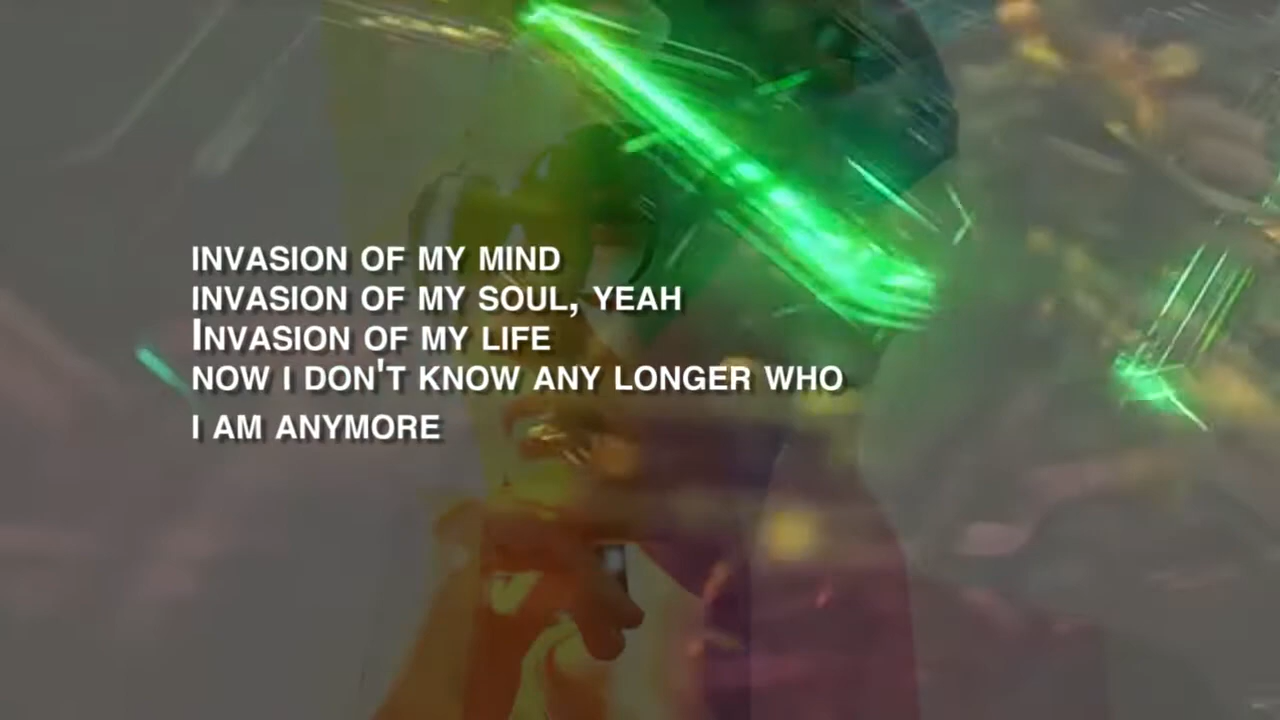 INVASION OF MY MIND
INVASION OF MY SOUL, YEAH
INVASION OF MY LIFE
NOW I DON'T KNOW ANY LONGER WHO
I AM ANYMORE